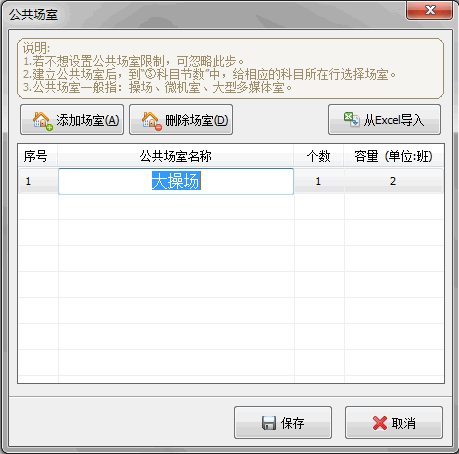 公共场室
说明:
1.若不想设置公共场室限制，可忽略此步。
2.建立公共场室后，到“③科目节数”中，给相应的科目所在行选择场室。
3.公共场室一般指：操场、微机室、大型多媒体室。
添加场室(A) 删除场室(D) 从Excel导入
序号 公共场室名称 个数 容量 (单位:班)
1 大操场 1 2
保存 取消